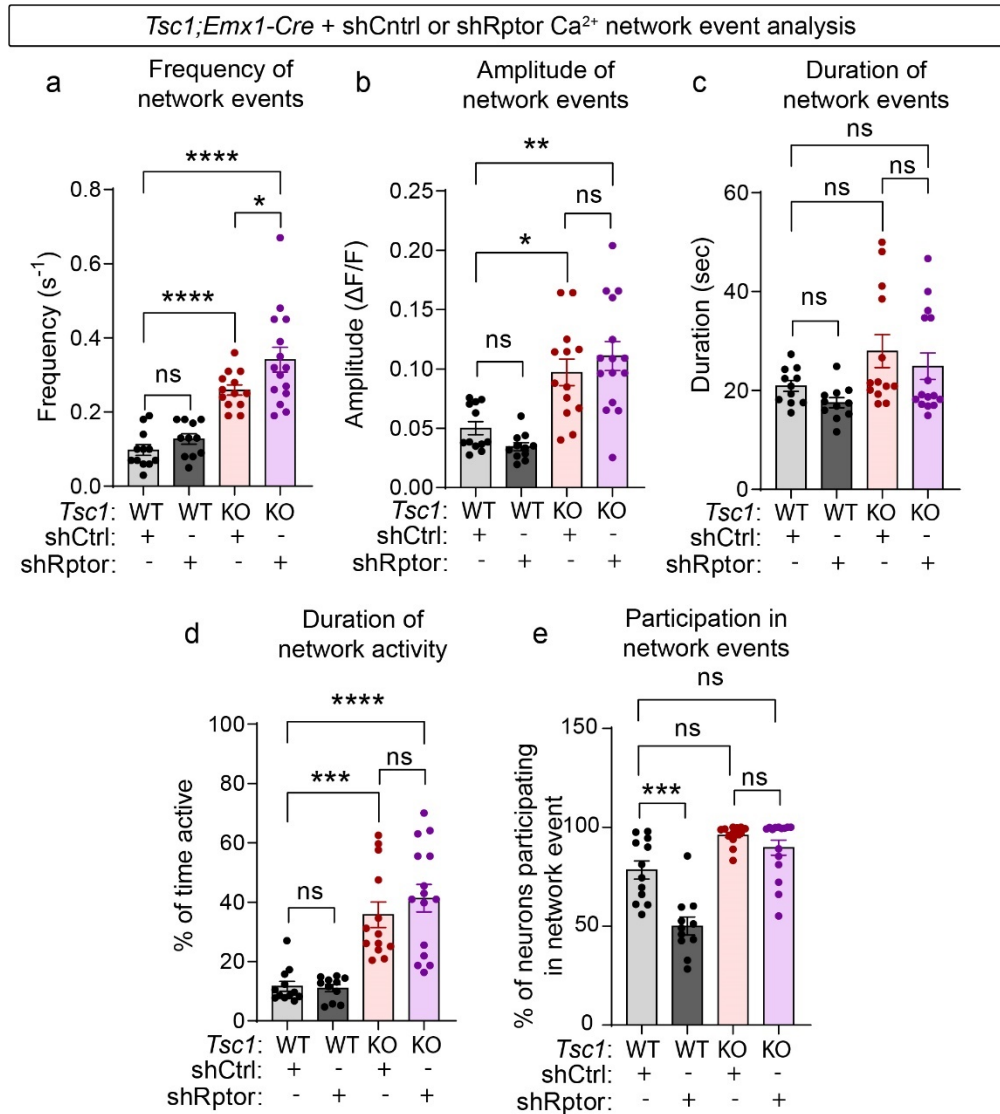 Tsc1;Emx1-Cre + shCntrl or shRptor Ca²⁺ network event analysis
a
Frequency of
network events
****
****
*
ns
Frequency (s⁻¹)
0.8
0.6
0.4
0.2
0.0
Tsc1: WT WT KO KO
shCtrl: + - + -
shRptor: - + - +
b
Amplitude of
network events
**
ns
*
ns
Amplitude (ΔF/F)
0.25
0.20
0.15
0.10
0.05
0.00
Tsc1: WT WT KO KO
shCtrl: + - + -
shRptor: - + - +
c
Duration of
network events
ns
ns
ns
ns
Duration (sec)
60
40
20
0
Tsc1: WT WT KO KO
shCtrl: + - + -
shRptor: - + - +
d
Duration of
network activity
****
***
ns
ns
% of time active
100
80
60
40
20
0
Tsc1: WT WT KO KO
shCtrl: + - + -
shRptor: - + - +
e
Participation in
network events
ns
ns
***
ns
% of neurons participating
in network event
150
100
50
0
Tsc1: WT WT KO KO
shCtrl: + - + -
shRptor: - + - +